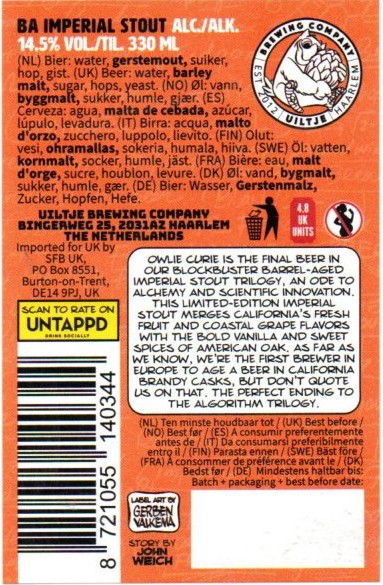 BA IMPERIAL STOUT ALC./ALK.
14.5% VOL./TIL. 330 ML
(NL) Bier: water, gerstemout, suiker,
hop, gist. (UK) Beer: water, barley
malt, sugar, hops, yeast. (NO) Øl: vann,
byggmalt, sukker, humle, gjær. (ES)
Cerveza: agua, malta de cebada, azúcar,
lúpulo, levadura. (IT) Birra: acqua, malto
d'orzo, zucchero, luppolo, lievito. (FIN) Olut:
vesi, ohramallas, sokeria, humala, hiiva. (SWE) Öl: vatten,
kornmalt, socker, humle, jäst. (FRA) Bière: eau, malt
d'orge, sucre, houblon, levure. (DK) Øl: vand, bygmalt,
sukker, humle, gær. (DE) Bier: Wasser, Gerstenmalz,
Zucker, Hopfen, Hefe.
BREWING COMPANY
EST 2012 UILTJE HAARLEM
UILTJE BREWING COMPANY
BINGERWEG 25, 2031AZ HAARLEM
THE NETHERLANDS
4.8
UK
UNITS
Imported for UK by
SFB UK,
PO Box 8551,
Burton-on-Trent,
DE14 9PJ, UK
SCAN TO RATE ON
UNTAPPD
DRINK SOCIALLY
OWLIE CURIE IS THE FINAL BEER IN
OUR BLOCKBUSTER BARREL-AGED
IMPERIAL STOUT TRILOGY, AN ODE TO
ALCHEMY AND SCIENTIFIC INNOVATION.
THIS LIMITED-EDITION IMPERIAL
STOUT MERGES CALIFORNIA'S FRESH
FRUIT AND COASTAL GRAPE FLAVORS
WITH THE BOLD VANILLA AND SWEET
SPICES OF AMERICAN OAK. AS FAR AS
WE KNOW, WE'RE THE FIRST BREWER IN
EUROPE TO AGE A BEER IN CALIFORNIA
BRANDY CASKS, BUT DON'T QUOTE
US ON THAT. THE PERFECT ENDING TO
THE ALGORITHM TRILOGY.
(NL) Ten minste houdbaar tot / (UK) Best before /
(NO) Best før / (ES) A consumir preferentemente
antes de / (IT) Da consumarsi preferibilmente
entro il / (FIN) Parasta ennen / (SWE) Bäst före /
(FRA) À consommer de préférence avant le / (DK)
Bedst før / (DE) Mindestens haltbar bis:
Batch + packaging + best before date:
8 721055 140344
LABEL ART BY
GERBEN
VALKEMA
STORY BY
JOHN
WEICH